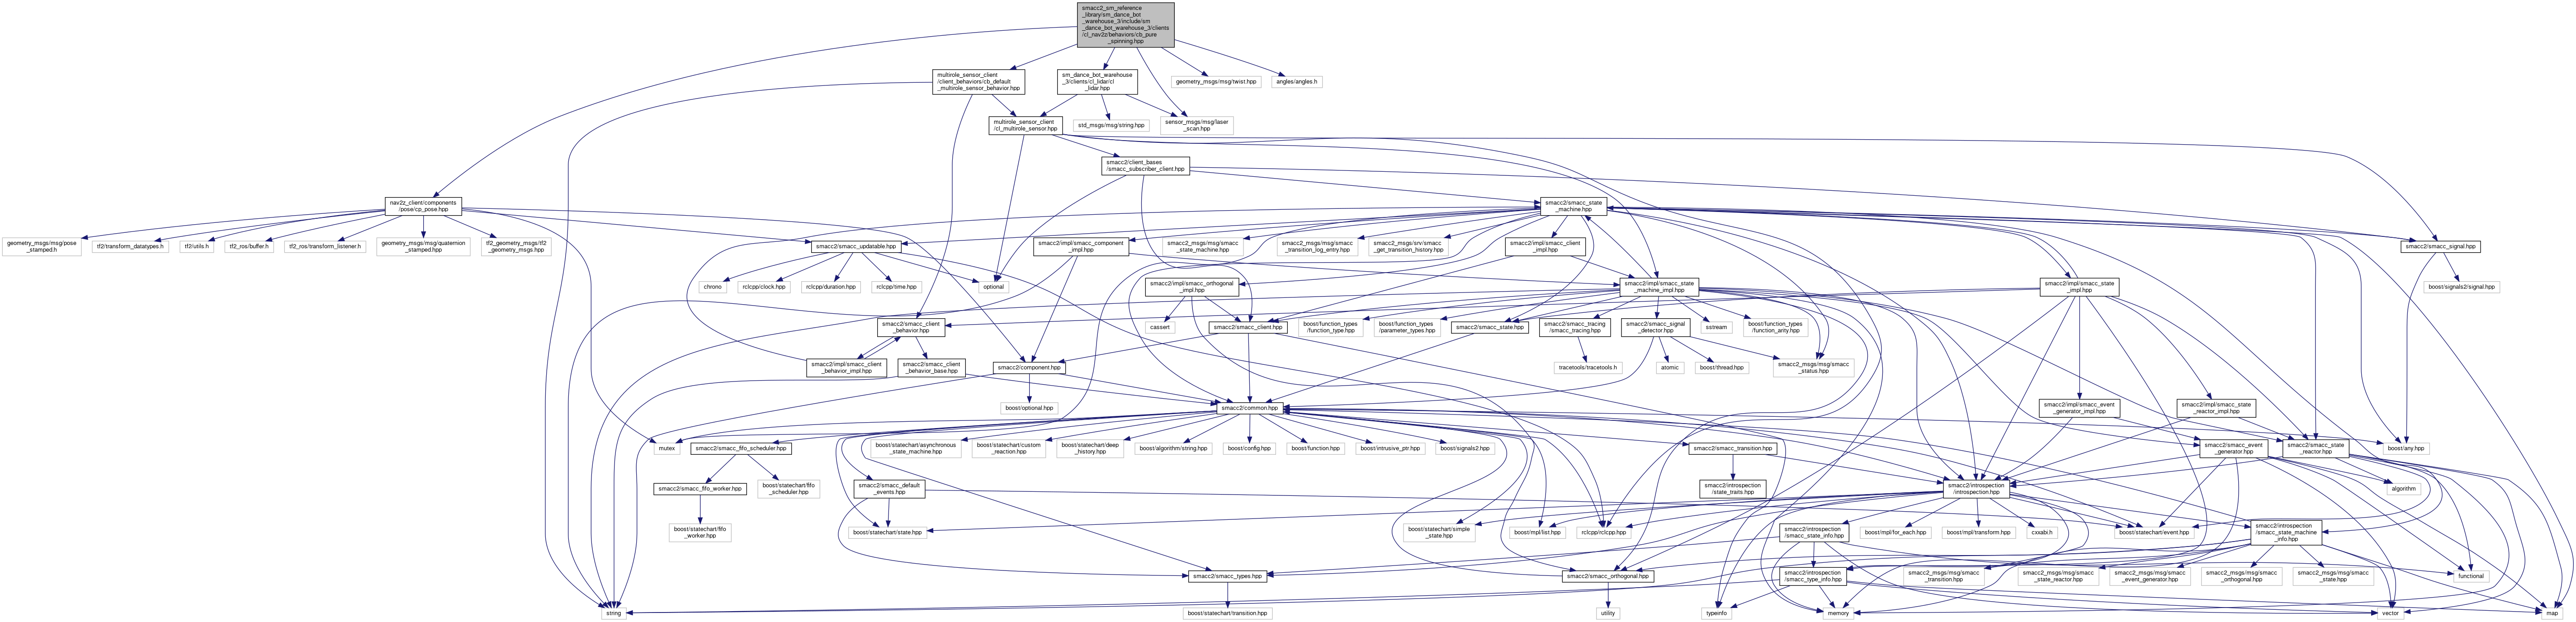 smacc2_sm_reference
_library/sm_dance_bot
_warehouse_3/include/sm
_dance_bot_warehouse_3/clients
/cl_nav2z/behaviors/cb_pure
_spinning.hpp
multirole_sensor_client
/client_behaviors/cb_default
_multirole_sensor_behavior.hpp
sm_dance_bot_warehouse
_3/clients/cl_lidar/cl
_lidar.hpp
geometry_msgs/msg/twist.hpp
angles/angles.h
multirole_sensor_client
/cl_multirole_sensor.hpp
std_msgs/msg/string.hpp
sensor_msgs/msg/laser
_scan.hpp
smacc2/client_bases
/smacc_subscriber_client.hpp
nav2z_client/components
/pose/cp_pose.hpp
smacc2/smacc_state
_machine.hpp
geometry_msgs/msg/pose
_stamped.h
tf2/transform_datatypes.h
tf2/utils.h
tf2_ros/buffer.h
tf2_ros/transform_listener.h
geometry_msgs/msg/quaternion
_stamped.hpp
tf2_geometry_msgs/tf2
_geometry_msgs.hpp
smacc2/smacc_updatable.hpp
smacc2/impl/smacc_component
_impl.hpp
smacc2_msgs/msg/smacc
_state_machine.hpp
smacc2_msgs/msg/smacc
_transition_log_entry.hpp
smacc2_msgs/srv/smacc
_get_transition_history.hpp
smacc2/impl/smacc_client
_impl.hpp
smacc2/smacc_signal.hpp
chrono
rclcpp/clock.hpp
rclcpp/duration.hpp
rclcpp/time.hpp
optional
smacc2/impl/smacc_orthogonal
_impl.hpp
smacc2/impl/smacc_state
_machine_impl.hpp
smacc2/impl/smacc_state
_impl.hpp
boost/signals2/signal.hpp
smacc2/smacc_client
_behavior.hpp
cassert
smacc2/smacc_client.hpp
boost/function_types
/function_type.hpp
boost/function_types
/parameter_types.hpp
smacc2/smacc_state.hpp
smacc2/smacc_tracing
/smacc_tracing.hpp
smacc2/smacc_signal
_detector.hpp
sstream
boost/function_types
/function_arity.hpp
smacc2/impl/smacc_client
_behavior_impl.hpp
smacc2/smacc_client
_behavior_base.hpp
smacc2/component.hpp
tracetools/tracetools.h
atomic
boost/thread.hpp
smacc2_msgs/msg/smacc
_status.hpp
boost/optional.hpp
smacc2/common.hpp
smacc2/impl/smacc_event
_generator_impl.hpp
smacc2/impl/smacc_state
_reactor_impl.hpp
mutex
smacc2/smacc_fifo_scheduler.hpp
boost/statechart/asynchronous
_state_machine.hpp
boost/statechart/custom
_reaction.hpp
boost/statechart/deep
_history.hpp
boost/algorithm/string.hpp
boost/config.hpp
boost/function.hpp
boost/intrusive_ptr.hpp
boost/signals2.hpp
smacc2/smacc_transition.hpp
smacc2/smacc_event
_generator.hpp
smacc2/smacc_state
_reactor.hpp
boost/any.hpp
smacc2/smacc_fifo_worker.hpp
boost/statechart/fifo
_scheduler.hpp
smacc2/smacc_default
_events.hpp
smacc2/introspection
/state_traits.hpp
smacc2/introspection
/introspection.hpp
algorithm
boost/statechart/fifo
_worker.hpp
boost/statechart/state.hpp
boost/statechart/simple
_state.hpp
boost/mpl/list.hpp
rclcpp/rclcpp.hpp
smacc2/introspection
/smacc_state_info.hpp
boost/mpl/for_each.hpp
boost/mpl/transform.hpp
cxxabi.h
boost/statechart/event.hpp
smacc2/introspection
/smacc_state_machine
_info.hpp
smacc2/smacc_types.hpp
smacc2/smacc_orthogonal.hpp
smacc2/introspection
/smacc_type_info.hpp
smacc2_msgs/msg/smacc
_transition.hpp
smacc2_msgs/msg/smacc
_state_reactor.hpp
smacc2_msgs/msg/smacc
_event_generator.hpp
smacc2_msgs/msg/smacc
_orthogonal.hpp
smacc2_msgs/msg/smacc
_state.hpp
functional
string
boost/statechart/transition.hpp
utility
typeinfo
memory
vector
map